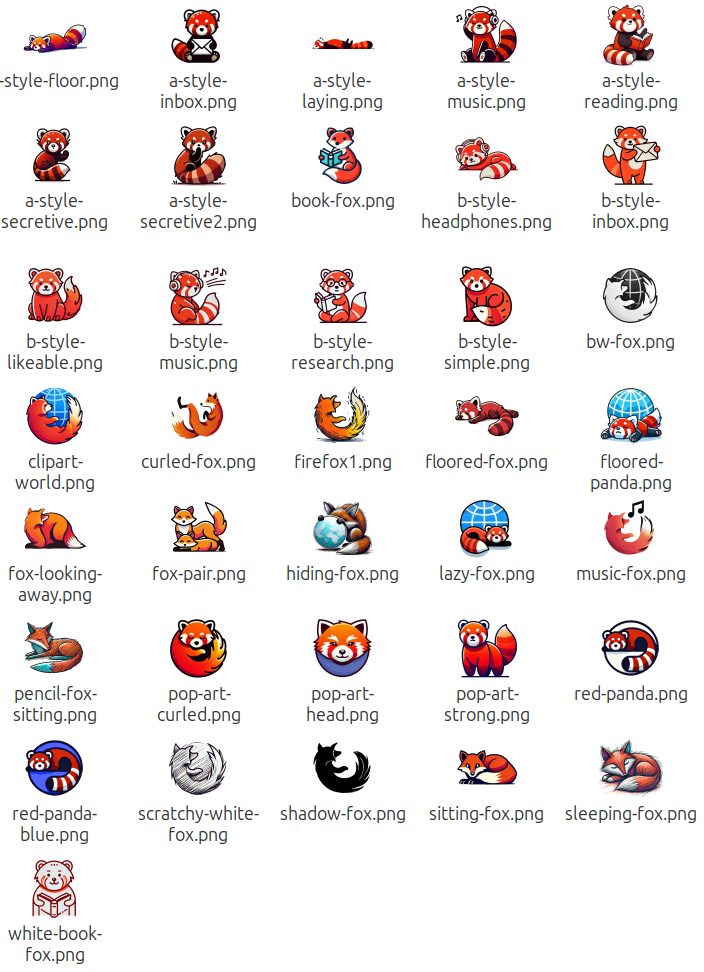 -style-floor.png
a-style-
inbox.png
a-style-
laying.png
a-style-
music.png
a-style-
reading.png
a-style-
secretive.png
a-style-
secretive2.png
book-fox.png
b-style-
headphones.png
b-style-
inbox.png
b-style-
likeable.png
b-style-
music.png
b-style-
research.png
b-style-
simple.png
bw-fox.png
clipart-
world.png
curled-fox.png
firefox1.png
floored-fox.png
floored-
panda.png
fox-looking-
away.png
fox-pair.png
hiding-fox.png
lazy-fox.png
music-fox.png
pencil-fox-
sitting.png
pop-art-
curled.png
pop-art-
head.png
pop-art-
strong.png
red-panda.png
red-panda-
blue.png
scratchy-white-
fox.png
shadow-fox.png
sitting-fox.png
sleeping-fox.png
white-book-
fox.png